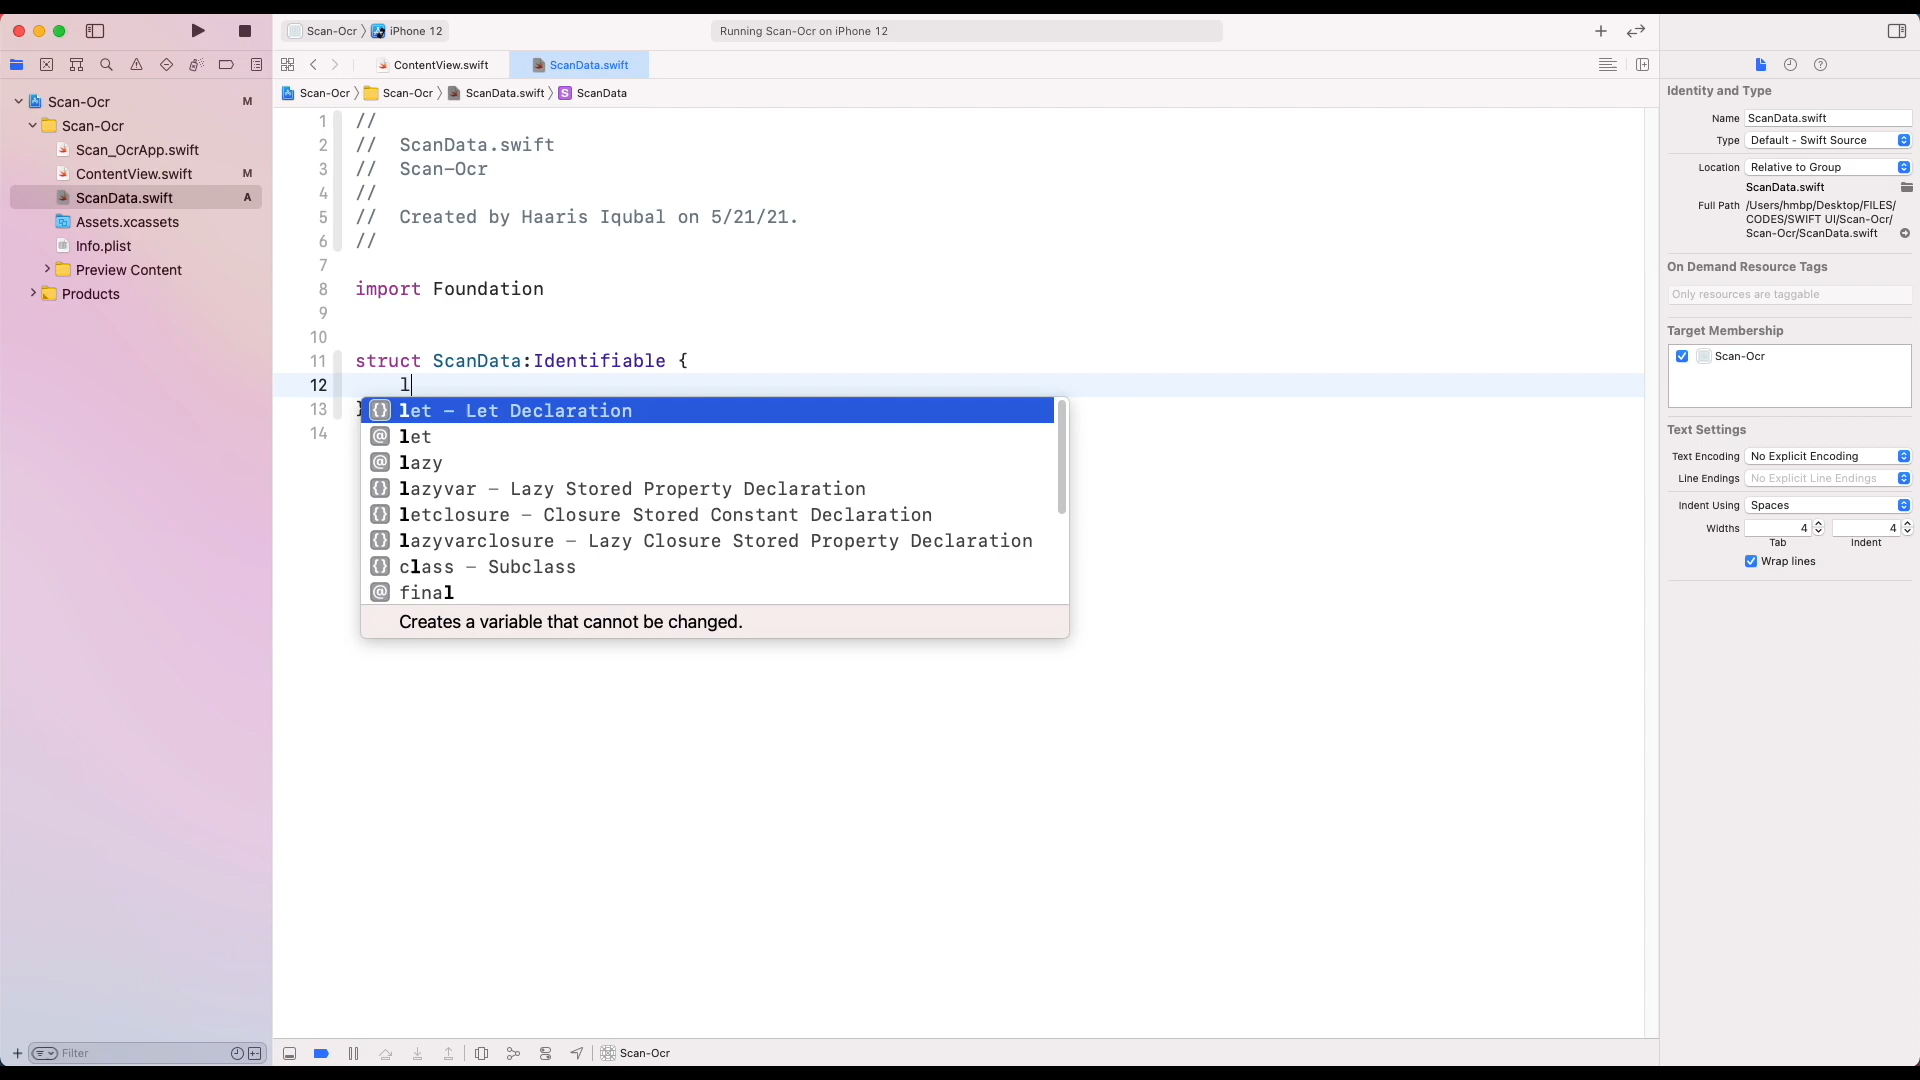 Scan-Ocr
iPhone 12
Running Scan-Ocr on iPhone 12
ContentView.swift
ScanData.swift
Scan-Ocr
Scan-Ocr
ScanData.swift
ScanData
S
Scan-Ocr
M
Scan-Ocr
Scan_OcrApp.swift
ContentView.swift
M
ScanData.swift
A
Assets.xcassets
Info.plist
Preview Content
Products
Filter
1 //
2 // ScanData.swift
3 // Scan-Ocr
4 //
5 // Created by Haaris Iqubal on 5/21/21.
6 //
7
8 import Foundation
9
10
11 struct ScanData:Identifiable {
12 l
13 }
14
{} let – Let Declaration
@ let
@ lazy
{} lazyvar – Lazy Stored Property Declaration
{} letclosure – Closure Stored Constant Declaration
{} lazyvarclosure – Lazy Closure Stored Property Declaration
{} class – Subclass
@ final
Creates a variable that cannot be changed.
Scan-Ocr
Identity and Type
Name ScanData.swift
Type Default - Swift Source
Location Relative to Group
ScanData.swift
Full Path /Users/hmbp/Desktop/FILES/
CODES/SWIFT UI/Scan-Ocr/
Scan-Ocr/ScanData.swift
On Demand Resource Tags
Only resources are taggable
Target Membership
Scan-Ocr
Text Settings
Text Encoding No Explicit Encoding
Line Endings No Explicit Line Endings
Indent Using Spaces
Widths 4 4
Tab Indent
Wrap lines